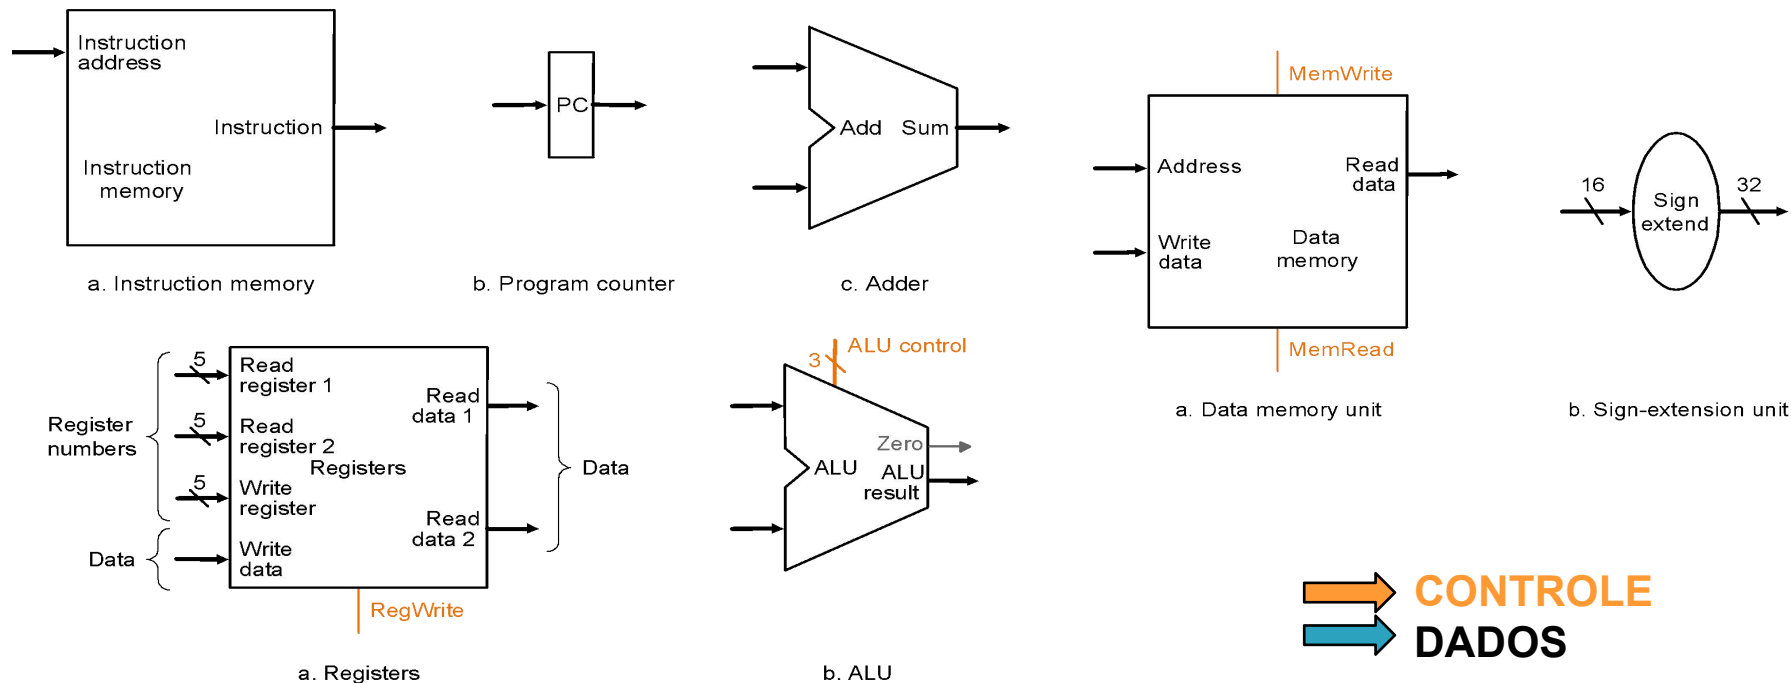 Instruction
address
Instruction
Instruction
memory
a. Instruction memory
PC
b. Program counter
Add
Sum
c. Adder
MemWrite
Address
Read
data
Write
data
Data
memory
MemRead
a. Data memory unit
16
Sign
extend
32
b. Sign-extension unit
Register
numbers
Data
5
Read
register 1
5
Read
register 2
5
Write
register
Write
data
Registers
Read
data 1
Read
data 2
Data
RegWrite
a. Registers
3
ALU control
ALU
Zero
ALU
result
b. ALU
CONTROLE
DADOS